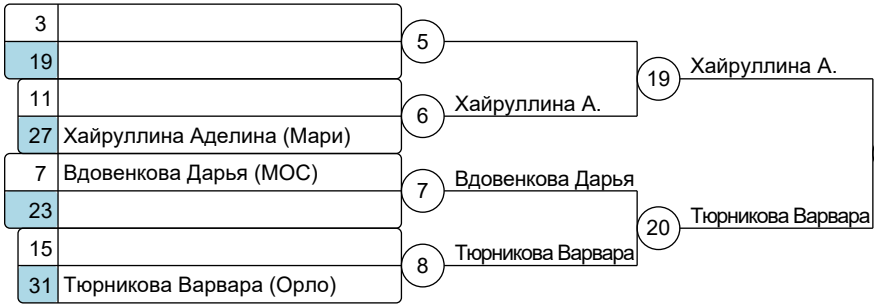 3
19
5
11
27 Хайруллина Аделина (Мари)
6
Хайруллина А.
19
Хайруллина А.
7 Вдовенкова Дарья (МОС)
23
7
Вдовенкова Дарья
15
31 Тюрникова Варвара (Орло)
8
Тюрникова Варвара
20
Тюрникова Варвара